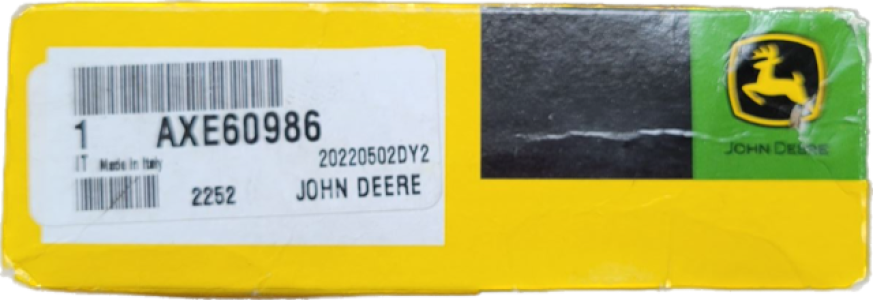 1 AXE60986
IT Made in Italy 20220502DY2
2252 JOHN DEERE
JOHN DEERE